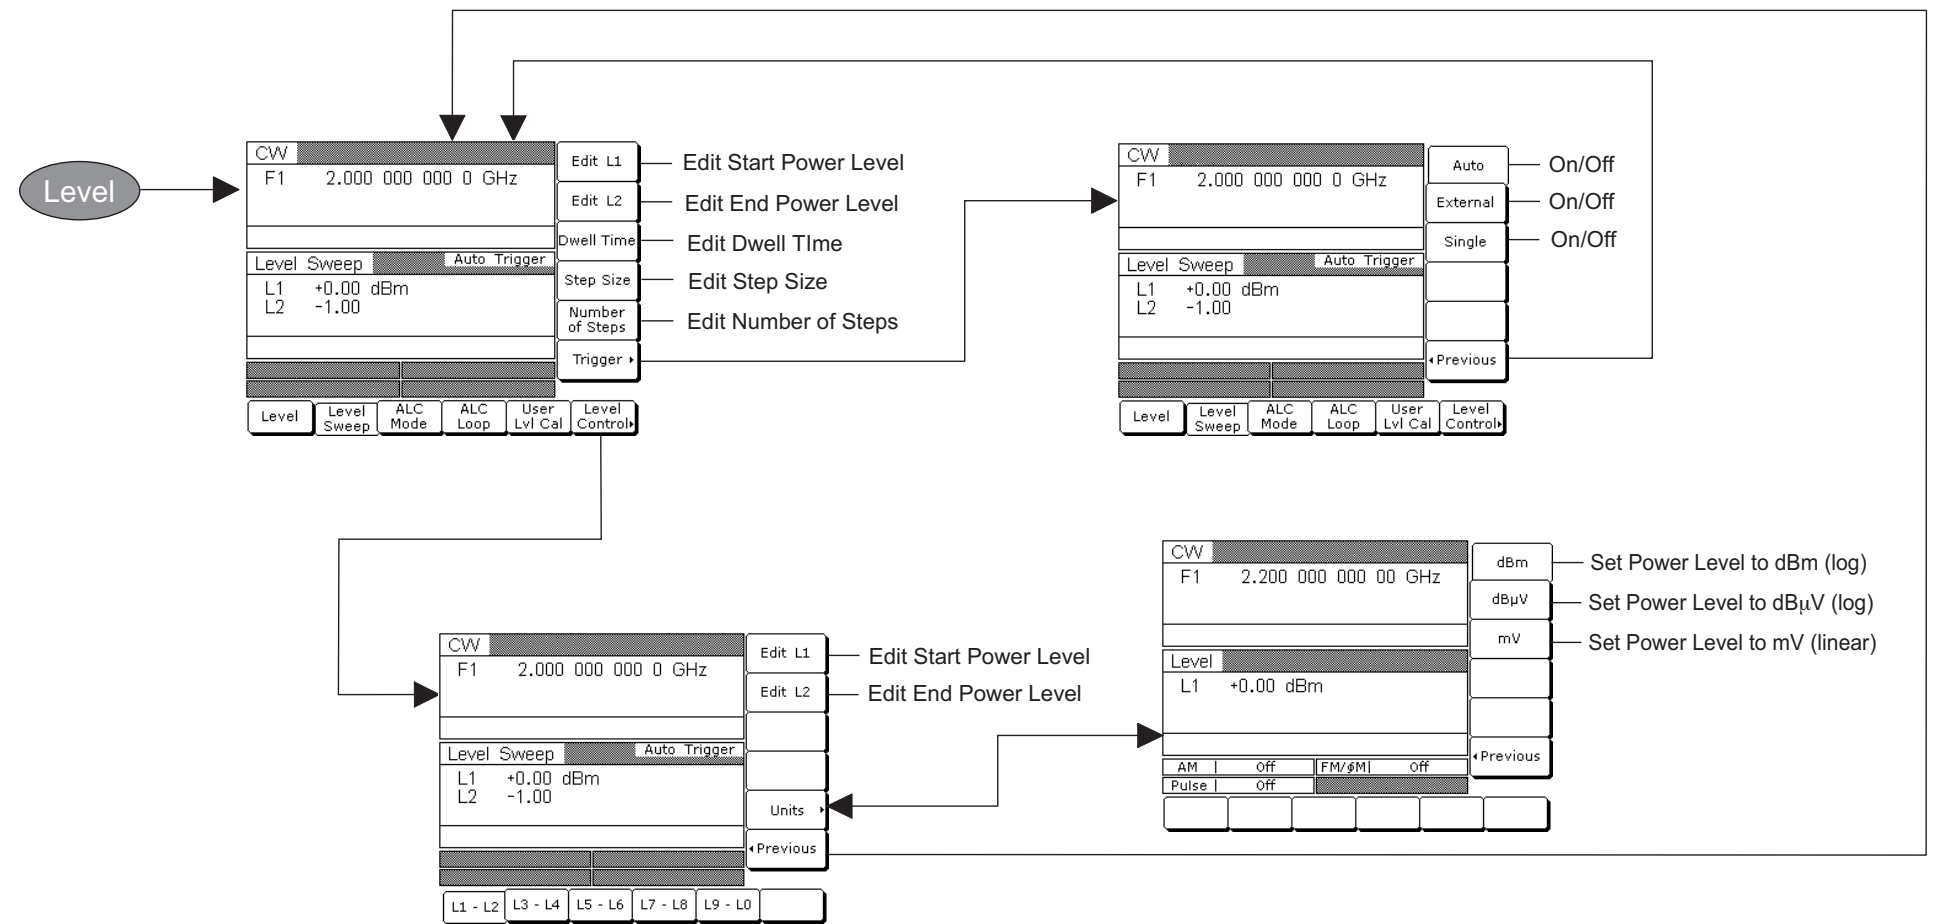 Level
CW
F1 2.000 000 000 0 GHz
Level Sweep Auto Trigger
L1 +0.00 dBm
L2 -1.00
Edit L1
Edit L2
Dwell Time
Step Size
Number
of Steps
Trigger
Edit Start Power Level
Edit End Power Level
Edit Dwell TIme
Edit Step Size
Edit Number of Steps
Level
Level
Sweep
ALC
Mode
ALC
Loop
User
Lvl Cal
Level
Control
CW
F1 2.000 000 000 0 GHz
Level Sweep Auto Trigger
L1 +0.00 dBm
L2 -1.00
Auto
External
Single
Previous
On/Off
On/Off
On/Off
Level
Level
Sweep
ALC
Mode
ALC
Loop
User
Lvl Cal
Level
Control
CW
F1 2.000 000 000 0 GHz
Level Sweep Auto Trigger
L1 +0.00 dBm
L2 -1.00
Edit L1
Edit L2
Units
Previous
Edit Start Power Level
Edit End Power Level
L1 - L2
L3 - L4
L5 - L6
L7 - L8
L9 - L0
CW
F1 2.200 000 000 00 GHz
Level
L1 +0.00 dBm
AM | Off FM/ϕM| Off
Pulse | Off
dBm
dBµV
mV
Previous
Set Power Level to dBm (log)
Set Power Level to dBµV (log)
Set Power Level to mV (linear)